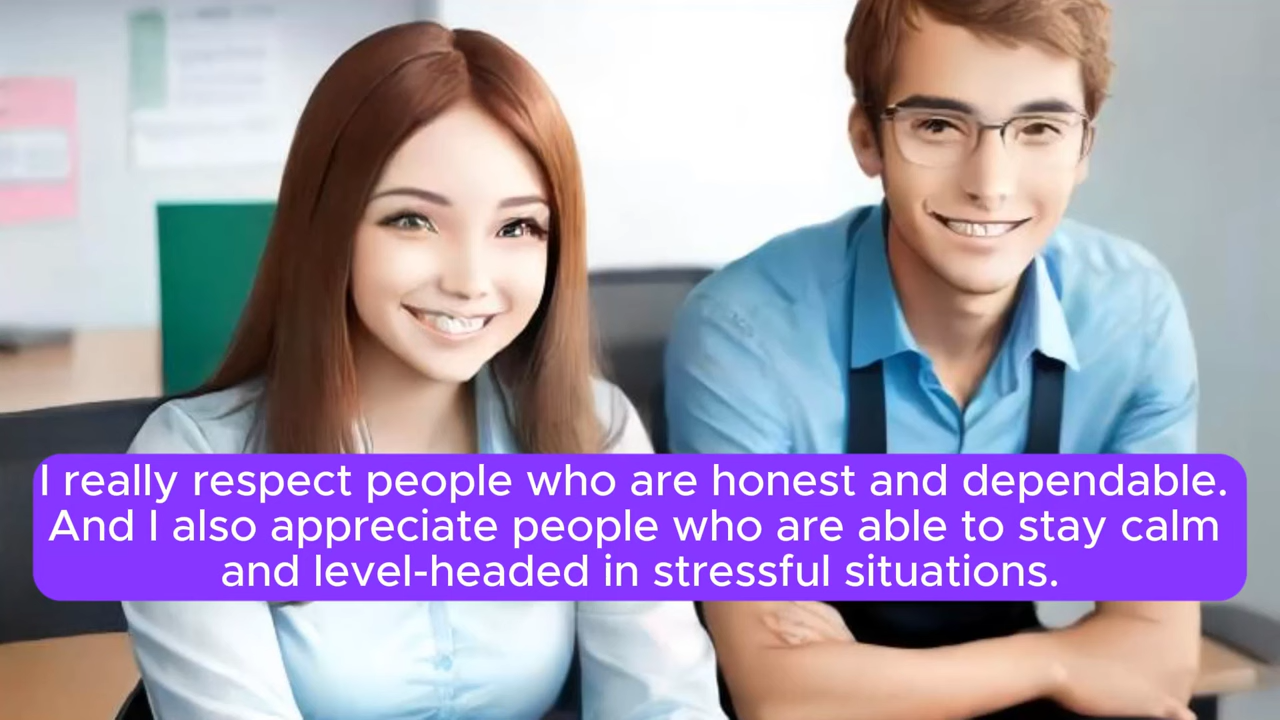 I really respect people who are honest and dependable.
And I also appreciate people who are able to stay calm
and level-headed in stressful situations.